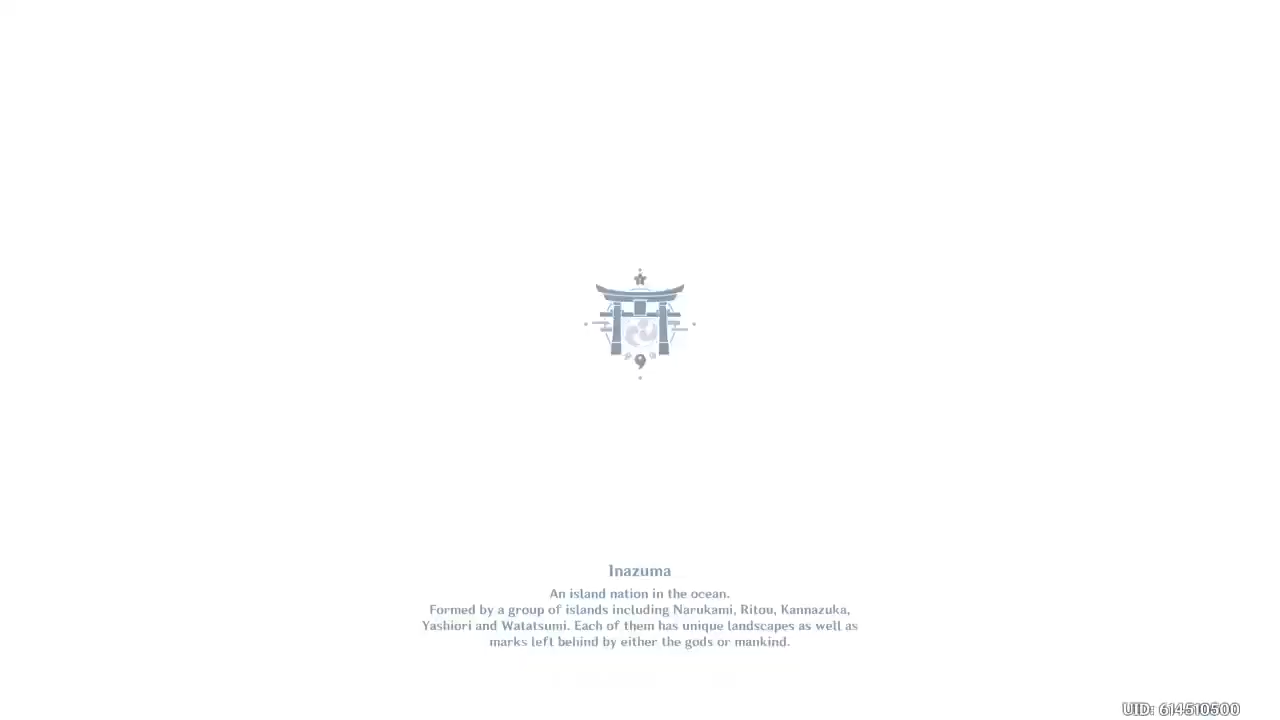 Inazuma
An island nation in the ocean.
Formed by a group of islands including Narukami, Ritou, Kannazuka,
Yashiori and Watatsumi. Each of them has unique landscapes as well as
marks left behind by either the gods or mankind.
UID: 614510500